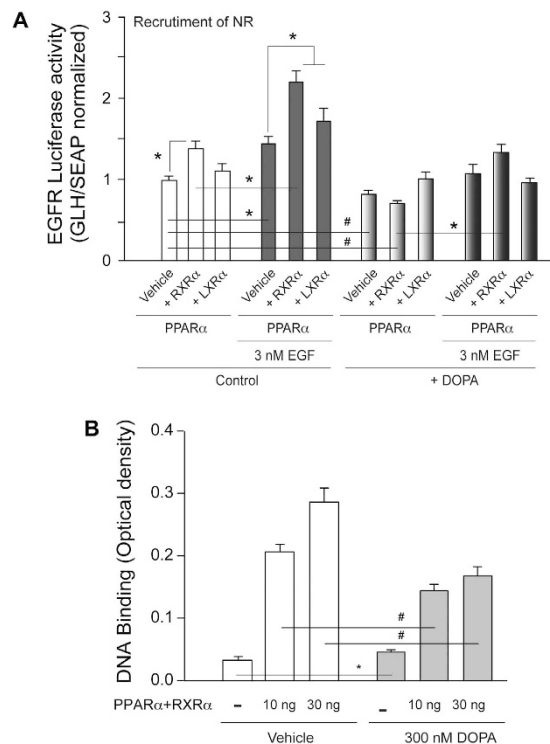 A
Recrutiment of NR
EGFR Luciferase activity
(GLH/SEAP normalized)
3
2
1
0
*
*
*
*
#
#
*
Vehicle
+ RXRα
+ LXRα
Vehicle
+ RXRα
+ LXRα
Vehicle
+ RXRα
+ LXRα
Vehicle
+ RXRα
+ LXRα
PPARα
PPARα
PPARα
PPARα
3 nM EGF
3 nM EGF
Control
+ DOPA
B
DNA Binding (Optical density)
0.4
0.3
0.2
0.1
0.0
#
#
*
PPARα+RXRα
- 10 ng 30 ng
- 10 ng 30 ng
Vehicle
300 nM DOPA